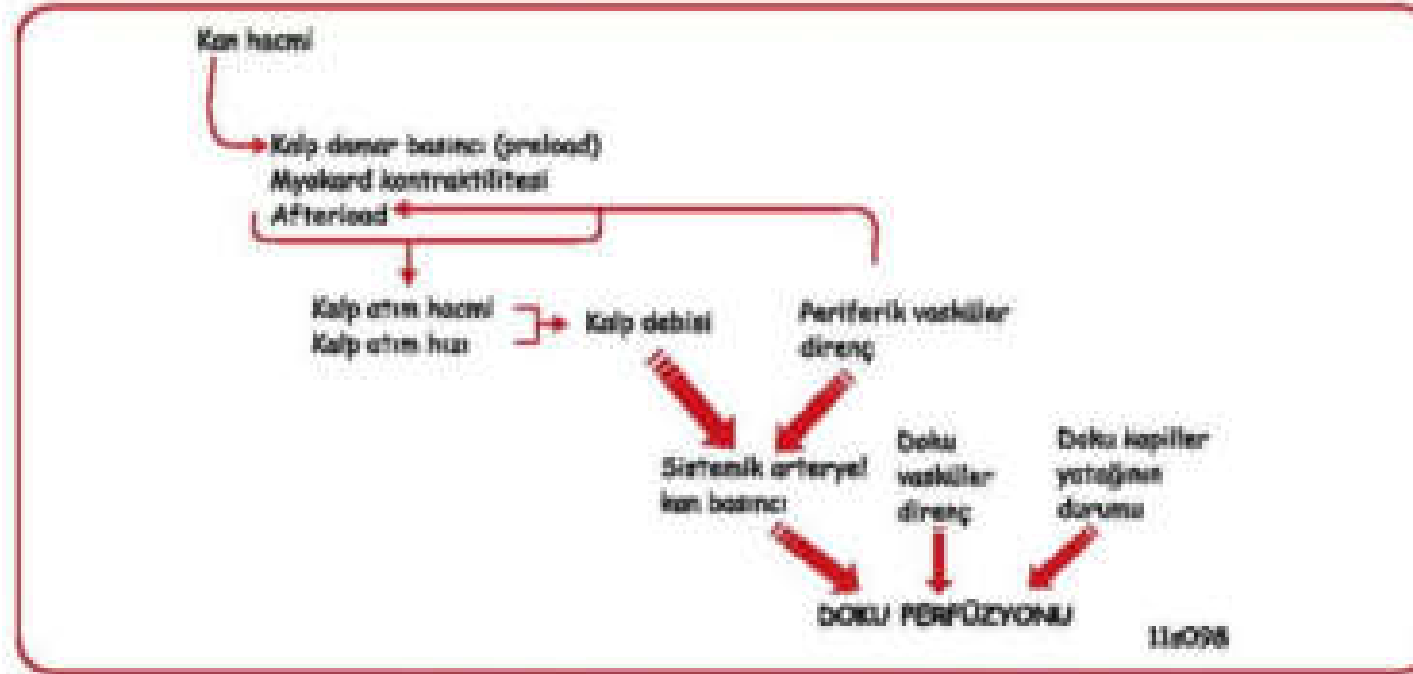 Kan hacmi
Kalp damar basıncı (preload)
Myokard kontraktilitesi
Afterload
Kalp atım hacmi
Kalp atım hızı
Kalp debisi
Periferik vasküler
direnç
Sistemik arteryel
kan basıncı
Doku
vasküler
direnç
Doku kapiller
yatağının
durumu
DOKU PERFÜZYONU
11s098